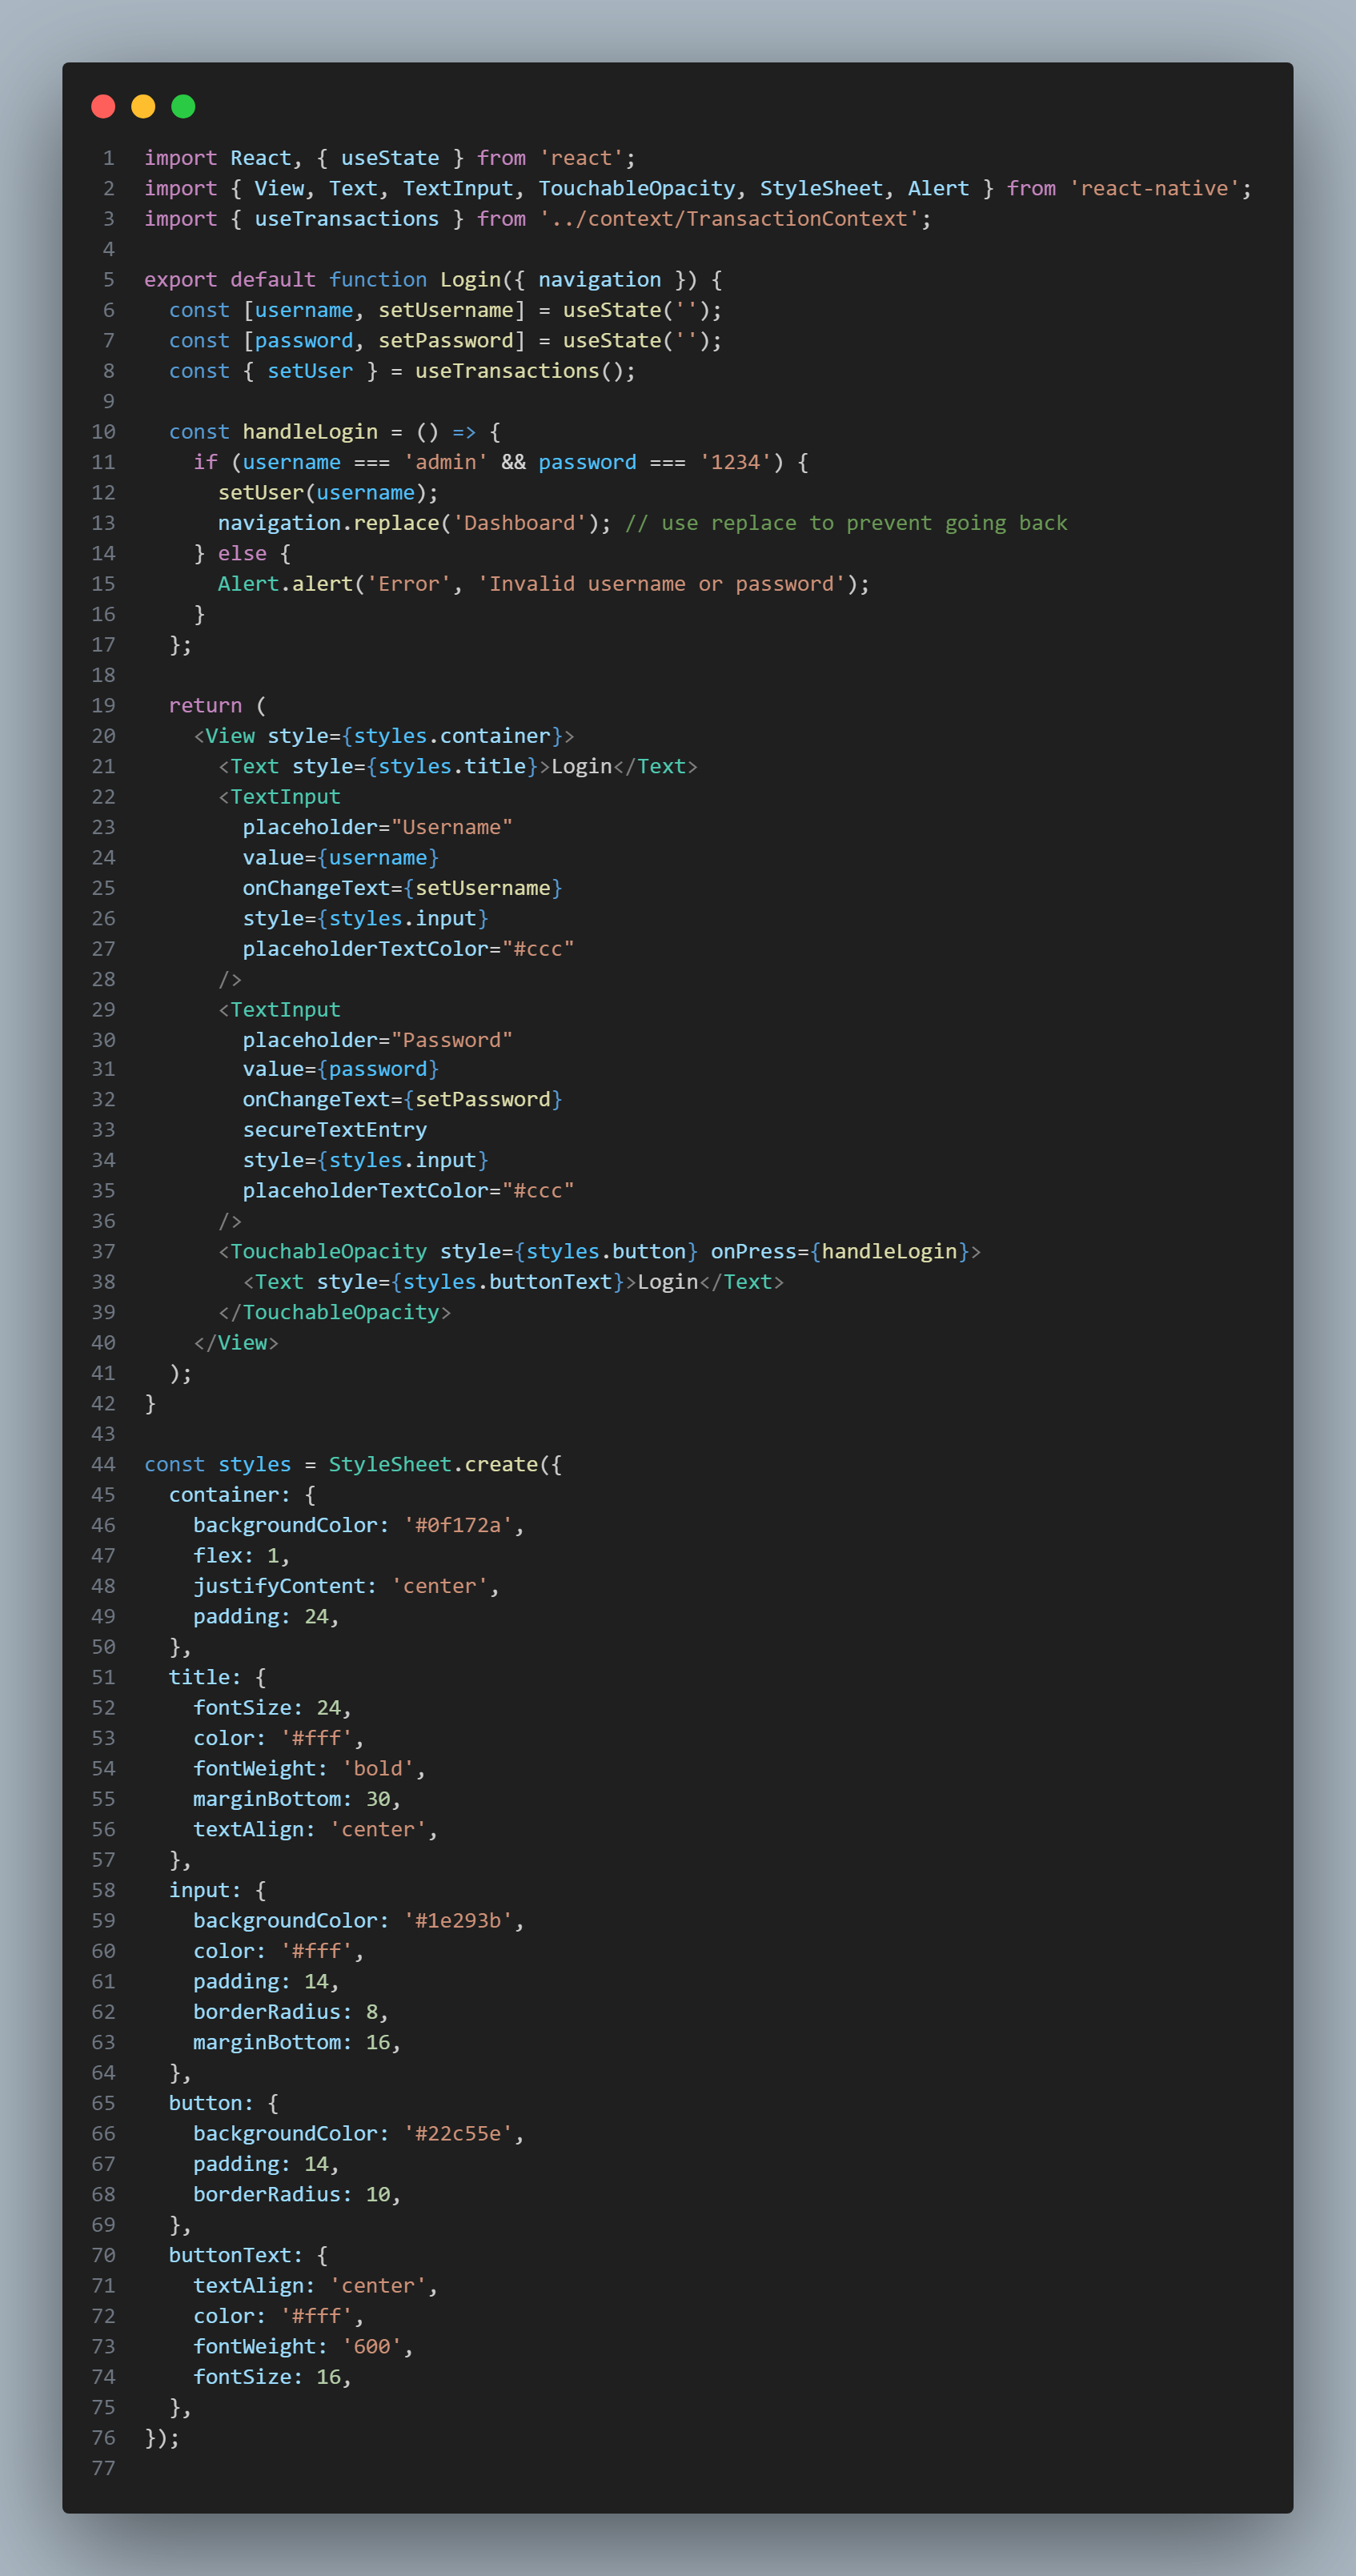 1 import React, { useState } from 'react';
2 import { View, Text, TextInput, TouchableOpacity, StyleSheet, Alert } from 'react-native';
3 import { useTransactions } from '../context/TransactionContext';
4
5 export default function Login({ navigation }) {
6   const [username, setUsername] = useState('');
7   const [password, setPassword] = useState('');
8   const { setUser } = useTransactions();
9
10   const handleLogin = () => {
11     if (username === 'admin' && password === '1234') {
12       setUser(username);
13       navigation.replace('Dashboard'); // use replace to prevent going back
14     } else {
15       Alert.alert('Error', 'Invalid username or password');
16     }
17   };
18
19   return (
20     <View style={styles.container}>
21       <Text style={styles.title}>Login</Text>
22       <TextInput
23         placeholder="Username"
24         value={username}
25         onChangeText={setUsername}
26         style={styles.input}
27         placeholderTextColor="#ccc"
28       />
29       <TextInput
30         placeholder="Password"
31         value={password}
32         onChangeText={setPassword}
33         secureTextEntry
34         style={styles.input}
35         placeholderTextColor="#ccc"
36       />
37       <TouchableOpacity style={styles.button} onPress={handleLogin}>
38         <Text style={styles.buttonText}>Login</Text>
39       </TouchableOpacity>
40     </View>
41   );
42 }
43
44 const styles = StyleSheet.create({
45   container: {
46     backgroundColor: '#0f172a',
47     flex: 1,
48     justifyContent: 'center',
49     padding: 24,
50   },
51   title: {
52     fontSize: 24,
53     color: '#fff',
54     fontWeight: 'bold',
55     marginBottom: 30,
56     textAlign: 'center',
57   },
58   input: {
59     backgroundColor: '#1e293b',
60     color: '#fff',
61     padding: 14,
62     borderRadius: 8,
63     marginBottom: 16,
64   },
65   button: {
66     backgroundColor: '#22c55e',
67     padding: 14,
68     borderRadius: 10,
69   },
70   buttonText: {
71     textAlign: 'center',
72     color: '#fff',
73     fontWeight: '600',
74     fontSize: 16,
75   },
76 });
77